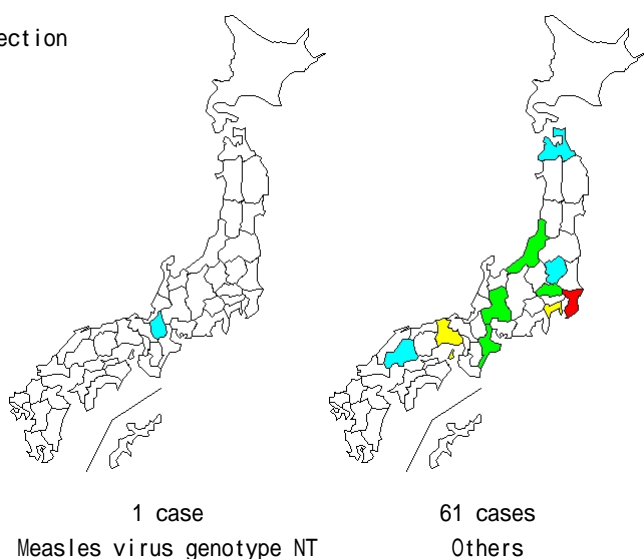 ection
1 case
61 cases
Measles virus genotype NT
Others